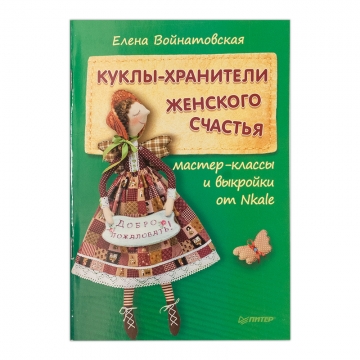 Елена Войнатовская
КУКЛЫ-ХРАНИТЕЛИ
ЖЕНСКОГО
СЧАСТЬЯ
мастер-классы
и выкройки
от Nkale
ДОБРО
ПОЖАЛОВАТЬ!
ПИТЕР